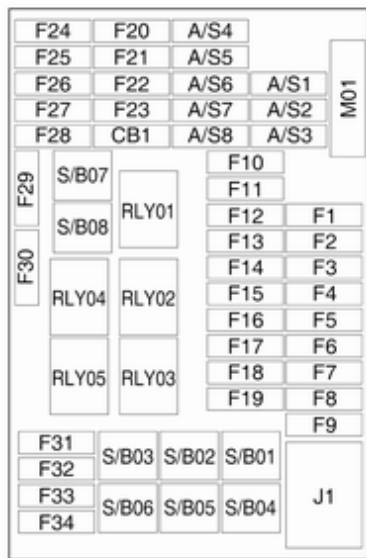 F24 F20 A/S4
F25 F21 A/S5
F26 F22 A/S6 A/S1
F27 F23 A/S7 A/S2
F28 CB1 A/S8 A/S3
M01
F29
F30
S/B07
S/B08
RLY01
RLY04 RLY02
RLY05 RLY03
F10
F11
F12 F1
F13 F2
F14 F3
F15 F4
F16 F5
F17 F6
F18 F7
F19 F8
F9
F31
F32
F33
F34
S/B03 S/B02 S/B01
S/B06 S/B05 S/B04
J1